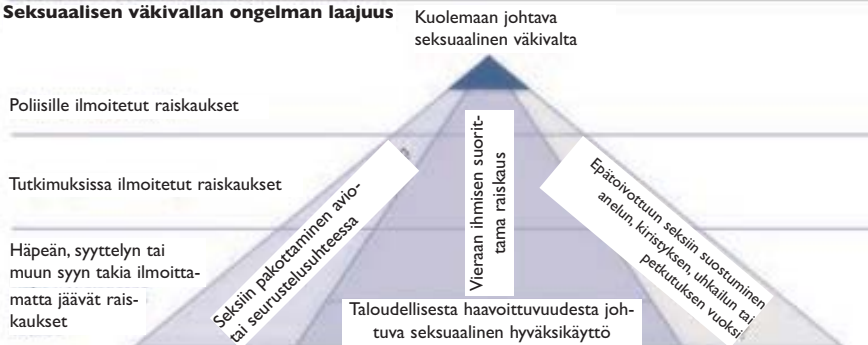 Seksuaalisen väkivallan ongelman laajuus
Kuolemaan johtava
seksuaalinen väkivalta
Poliisille ilmoitetut raiskaukset
Tutkimuksissa ilmoitetut raiskaukset
Häpeän, syyttelyn tai
muun syyn takia ilmoitta-
matta jäävät rais-
kaukset
Seksiin pakottaminen avio-
tai seurustelusuhteessa
Vieraan ihmisen suorit-
tama raiskaus
Epätoivottuun seksiin suostuminen
anelun, kiristyksen, uhkailun tai
petkutuksen vuoksi
Taloudellisesta haavoittuvuudesta joh-
tuva seksuaalinen hyväksikäyttö